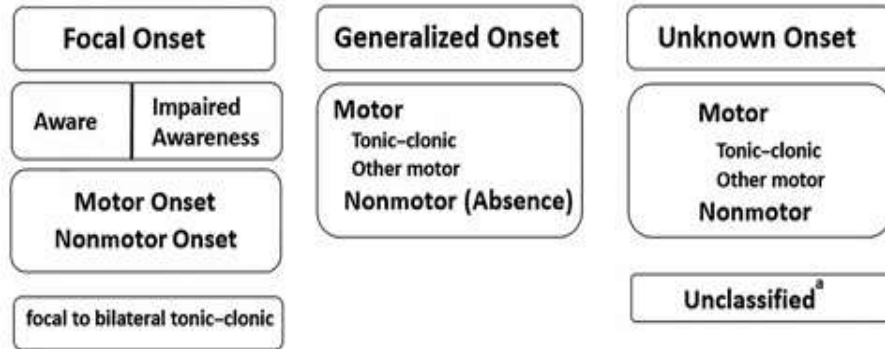 Focal Onset
Aware
Impaired
Awareness
Motor Onset
Nonmotor Onset
focal to bilateral tonic–clonic
Generalized Onset
Motor
Tonic–clonic
Other motor
Nonmotor (Absence)
Unknown Onset
Motor
Tonic–clonic
Other motor
Nonmotor
Unclassifiedᵃ